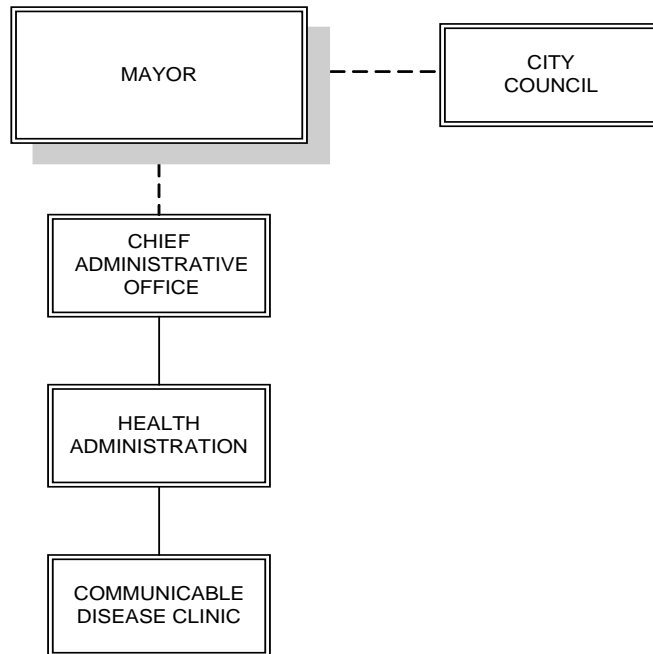 MAYOR
CITY
COUNCIL
CHIEF
ADMINISTRATIVE
OFFICE
HEALTH
ADMINISTRATION
COMMUNICABLE
DISEASE CLINIC